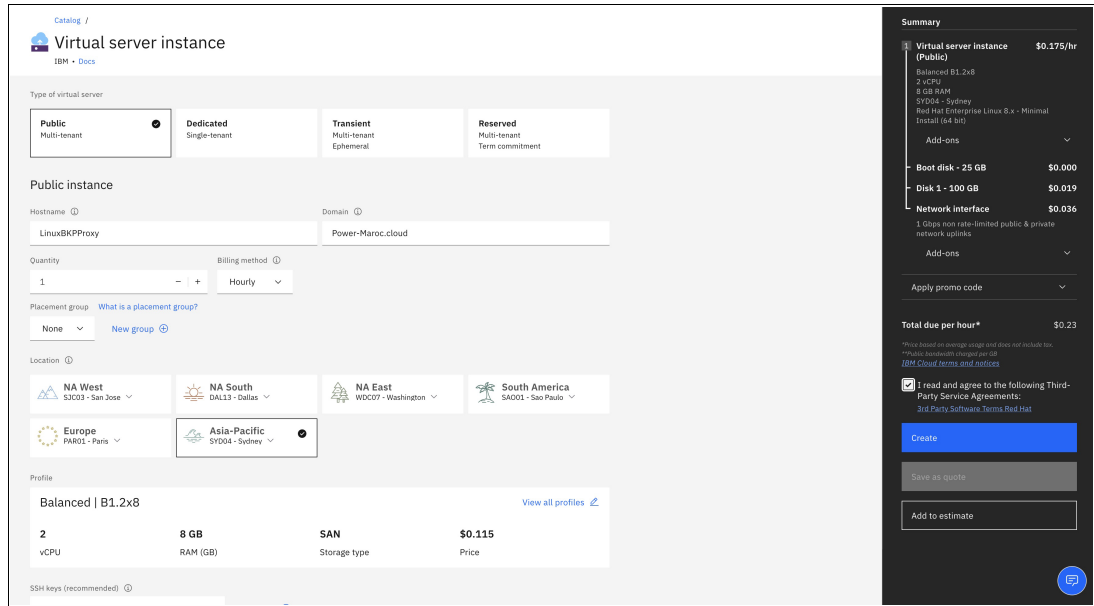 Catalog /
Virtual server instance
IBM • Docs
Type of virtual server
Public
Multi-tenant
Dedicated
Single-tenant
Transient
Multi-tenant
Ephemeral
Reserved
Multi-tenant
Term commitment
Public instance
Hostname
Domain
LinuxBKPProxy
Power-Maroc.cloud
Quantity
Billing method
1 − +
Hourly
Placement group What is a placement group?
None
New group
Location
NA West
SJC03 - San Jose
NA South
DAL13 - Dallas
NA East
WDC07 - Washington
South America
SAO01 - Sao Paulo
Europe
PAR01 - Paris
Asia-Pacific
SYD04 - Sydney
Profile
Balanced | B1.2x8
View all profiles
2
vCPU
8 GB
RAM (GB)
SAN
Storage type
$0.115
Price
SSH keys (recommended)
Summary
1 Virtual server instance (Public) $0.175/hr
Balanced B1.2x8
2 vCPU
8 GB RAM
SYD04 - Sydney
Red Hat Enterprise Linux 8.x - Minimal
Install (64 bit)
Add-ons
Boot disk - 25 GB $0.000
Disk 1 - 100 GB $0.019
Network interface $0.036
1 Gbps non rate-limited public & private
network uplinks
Add-ons
Apply promo code
Total due per hour* $0.23
*Price based on average usage and does not include tax.
**Public bandwidth charged per GB
IBM Cloud terms and notices
I read and agree to the following Third-
Party Service Agreements:
3rd Party Software Terms Red Hat
Create
Save as quote
Add to estimate